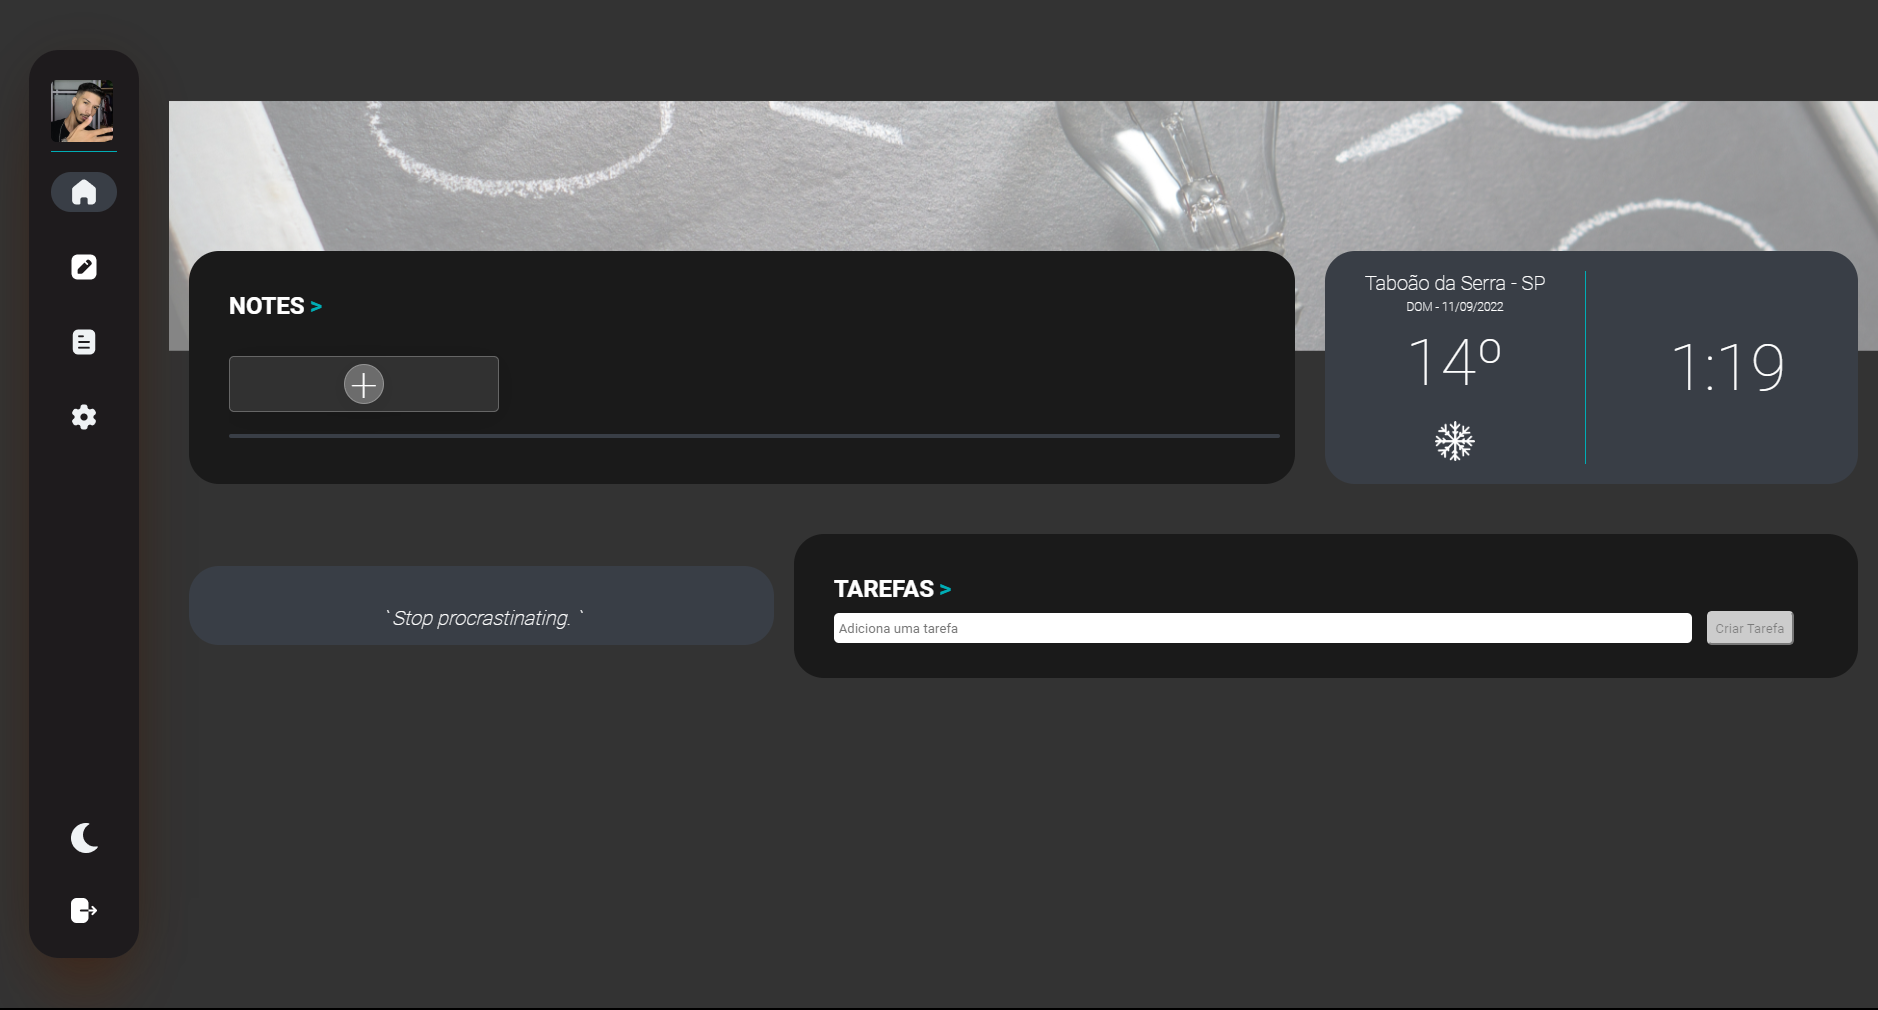 NOTES >
Taboão da Serra - SP
DOM - 11/09/2022
14º
1:19
` Stop procrastinating. `
TAREFAS >
Adiciona uma tarefa
Criar Tarefa